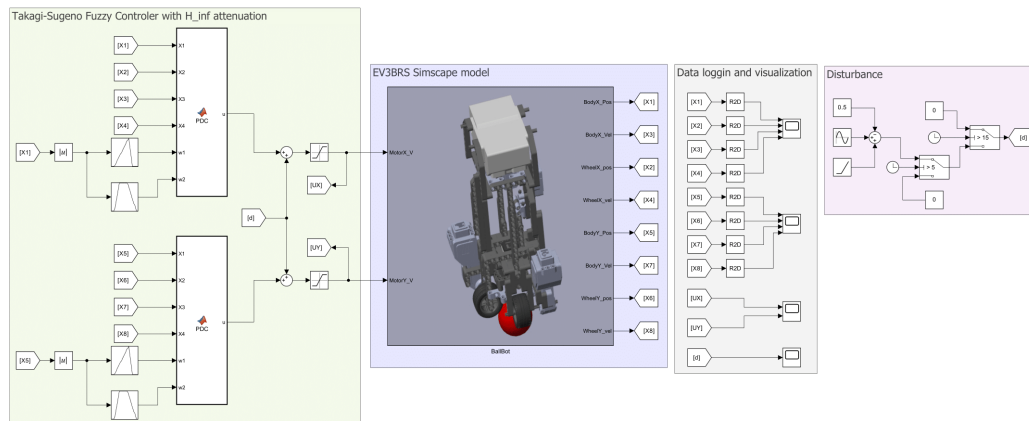 Takagi-Sugeno Fuzzy Controler with H_inf attenuation
[X1]
[X2]
[X3]
[X4]
[X1]
|u|
X1
X2
X3
X4
w1
w2
PDC
u
[UX]
[d]
[UY]
[X5]
[X6]
[X7]
[X8]
[X5]
|u|
X1
X2
X3
X4
w1
w2
PDC
u
EV3BRS Simscape model
MotorX_V
MotorY_V
BodyX_Pos
[X1]
BodyX_Vel
[X3]
WheelX_pos
[X2]
WheelX_vel
[X4]
BodyY_Pos
[X5]
BodyY_Vel
[X7]
WheelY_pos
[X6]
WheelY_vel
[X8]
BallBot
Data loggin and visualization
[X1] R2D
[X2] R2D
[X3] R2D
[X4] R2D
[X5] R2D
[X6] R2D
[X7] R2D
[X8] R2D
[UX]
[UY]
[d]
Disturbance
0.5
0
> 15
> 5
0
[d]